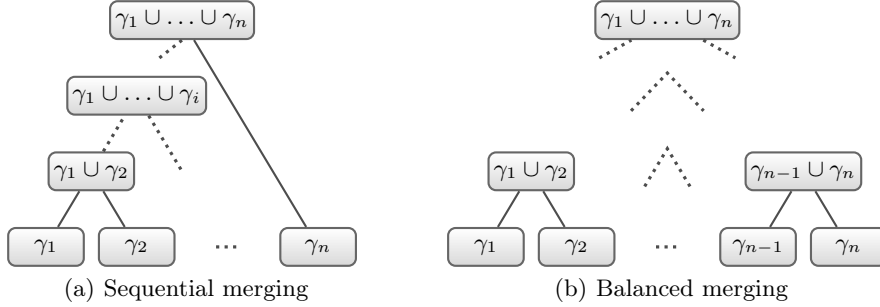 γ₁ ∪ … ∪ γₙ
γ₁ ∪ … ∪ γᵢ
γ₁ ∪ γ₂
γ₁ γ₂ … γₙ
(a) Sequential merging
γ₁ ∪ … ∪ γₙ
γ₁ ∪ γ₂ γₙ₋₁ ∪ γₙ
γ₁ γ₂ … γₙ₋₁ γₙ
(b) Balanced merging